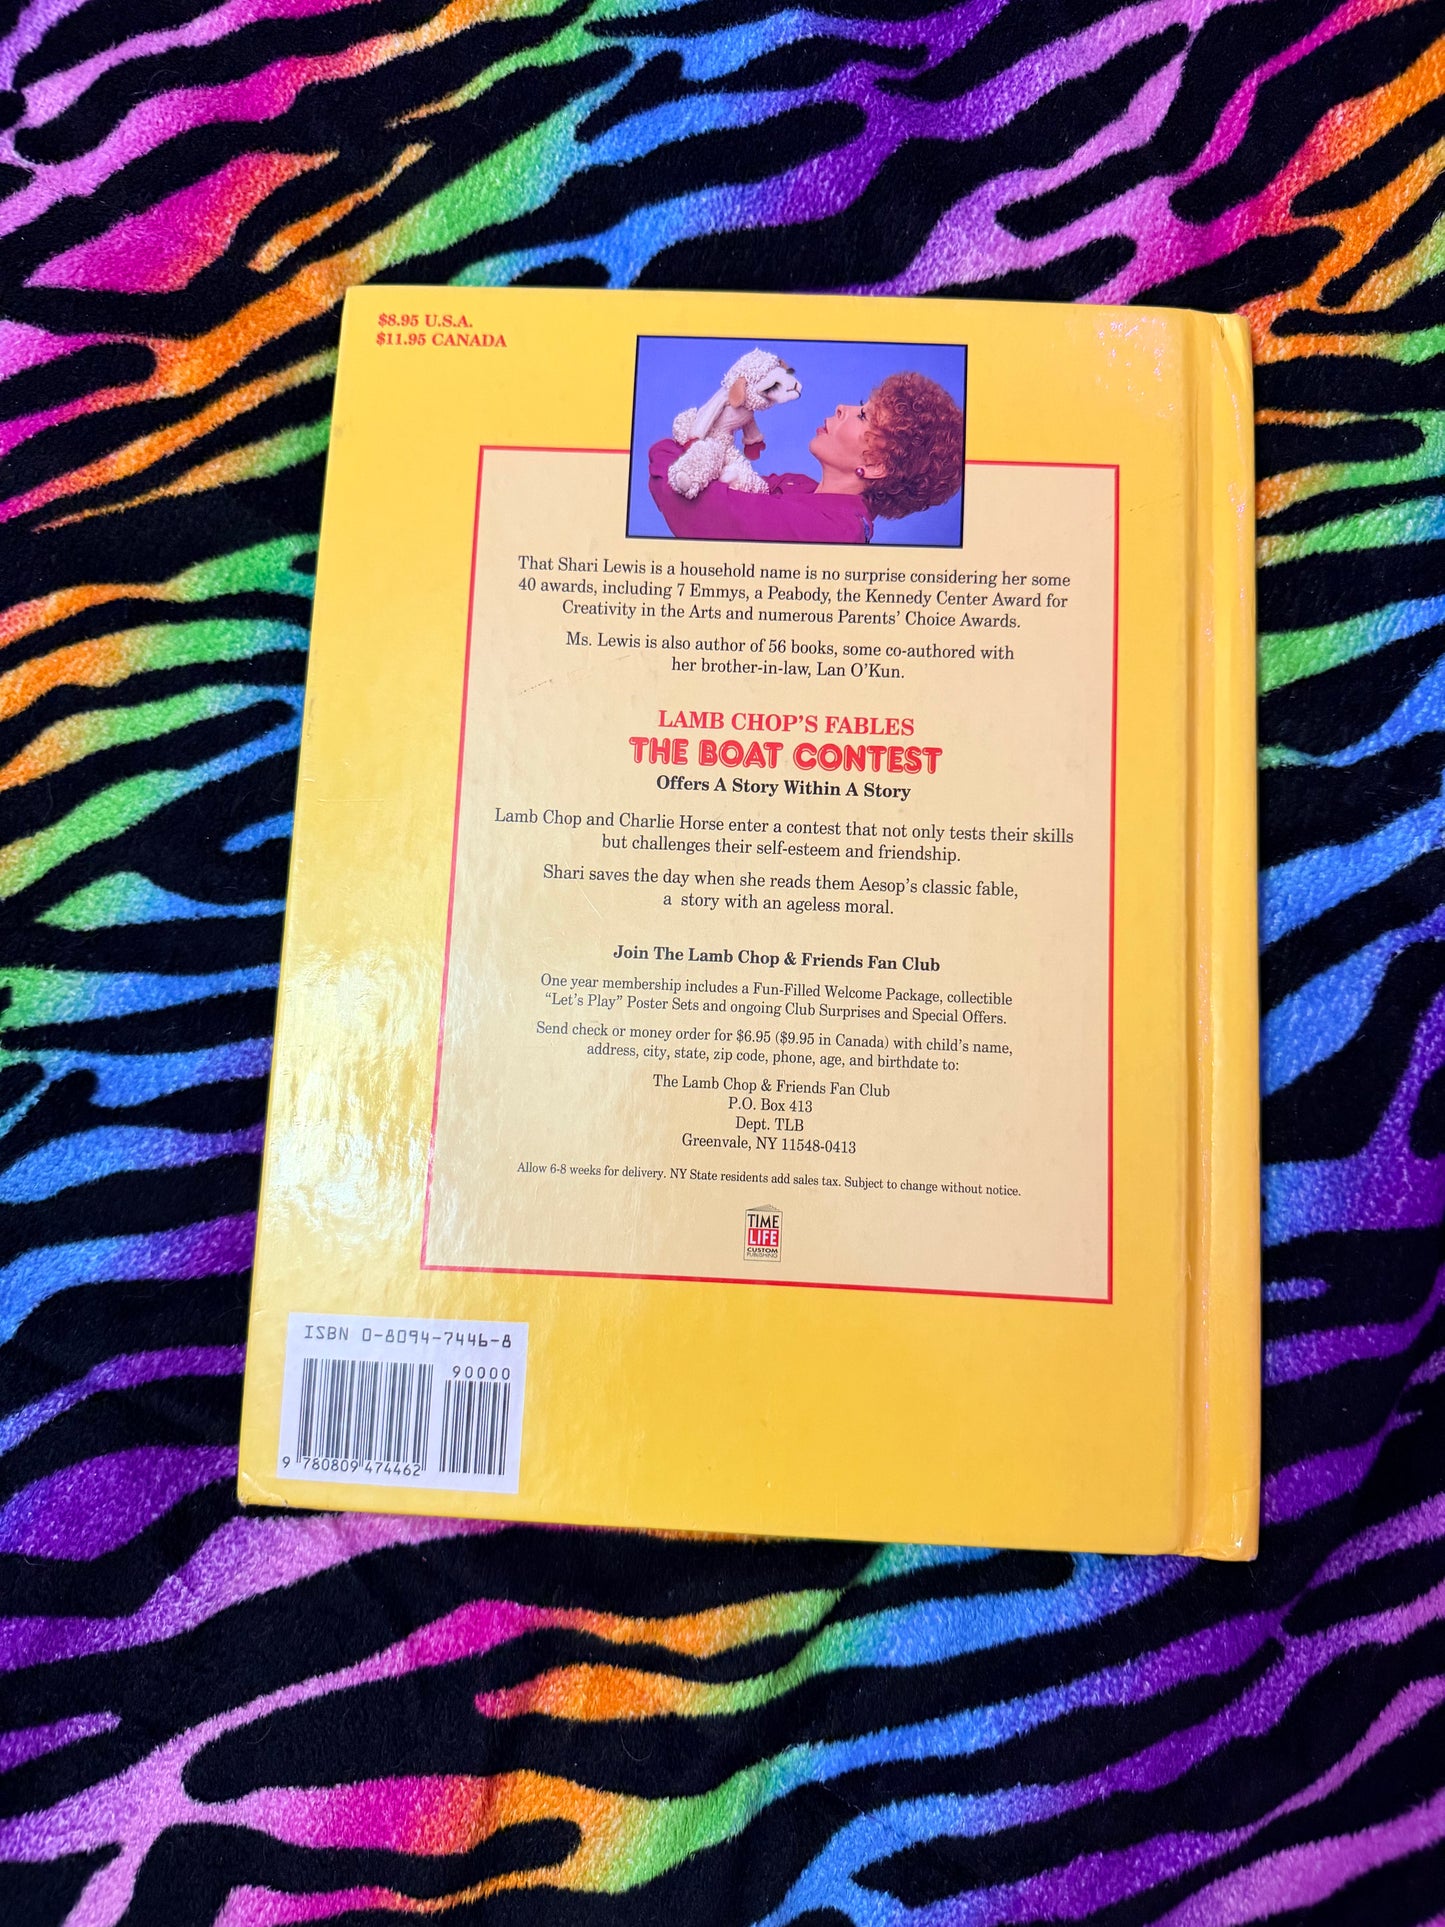 $8.95 U.S.A.
$11.95 CANADA
That Shari Lewis is a household name is no surprise considering her some
40 awards, including 7 Emmys, a Peabody, the Kennedy Center Award for
Creativity in the Arts and numerous Parents' Choice Awards.
Ms. Lewis is also author of 56 books, some co-authored with
her brother-in-law, Lan O'Kun.
LAMB CHOP'S FABLES
THE BOAT CONTEST
Offers A Story Within A Story
Lamb Chop and Charlie Horse enter a contest that not only tests their skills
but challenges their self-esteem and friendship.
Shari saves the day when she reads them Aesop's classic fable,
a story with an ageless moral.
Join The Lamb Chop & Friends Fan Club
One year membership includes a Fun-Filled Welcome Package, collectible
"Let's Play" Poster Sets and ongoing Club Surprises and Special Offers.
Send check or money order for $6.95 ($9.95 in Canada) with child's name,
address, city, state, zip code, phone, age, and birthdate to:
The Lamb Chop & Friends Fan Club
P.O. Box 413
Dept. TLB
Greenvale, NY 11548-0413
Allow 6-8 weeks for delivery. NY State residents add sales tax. Subject to change without notice.
TIME
LIFE
CUSTOM
PUBLISHING
ISBN 0-8094-7446-8
90000
9 780809 474462